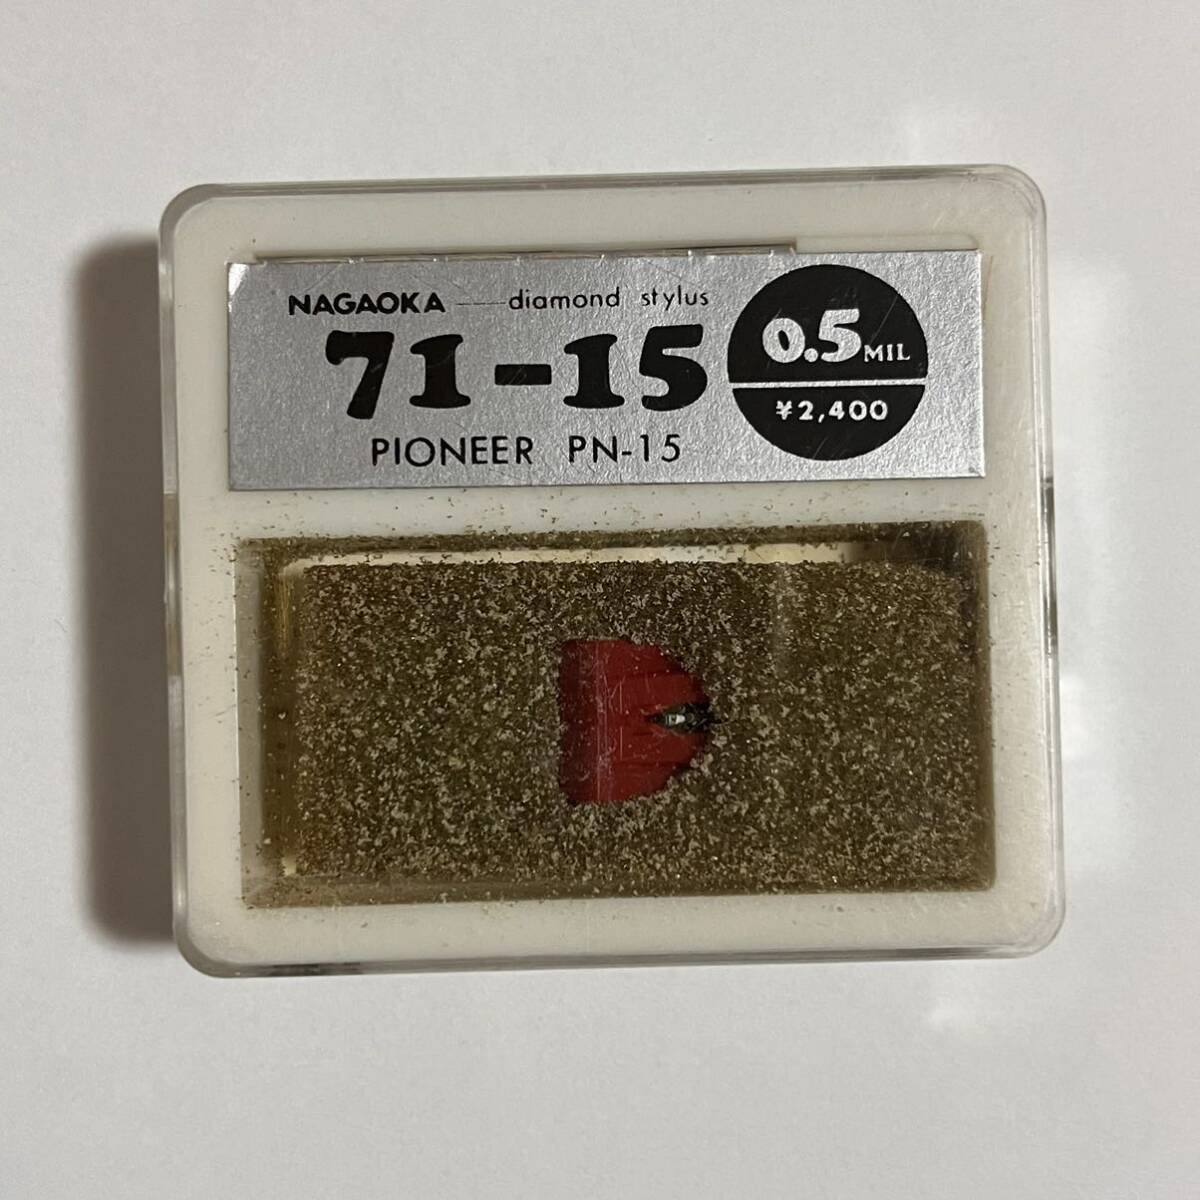 NAGAOKA — diamond stylus
71-15
PIONEER PN-15
0.5 MIL
¥2,400